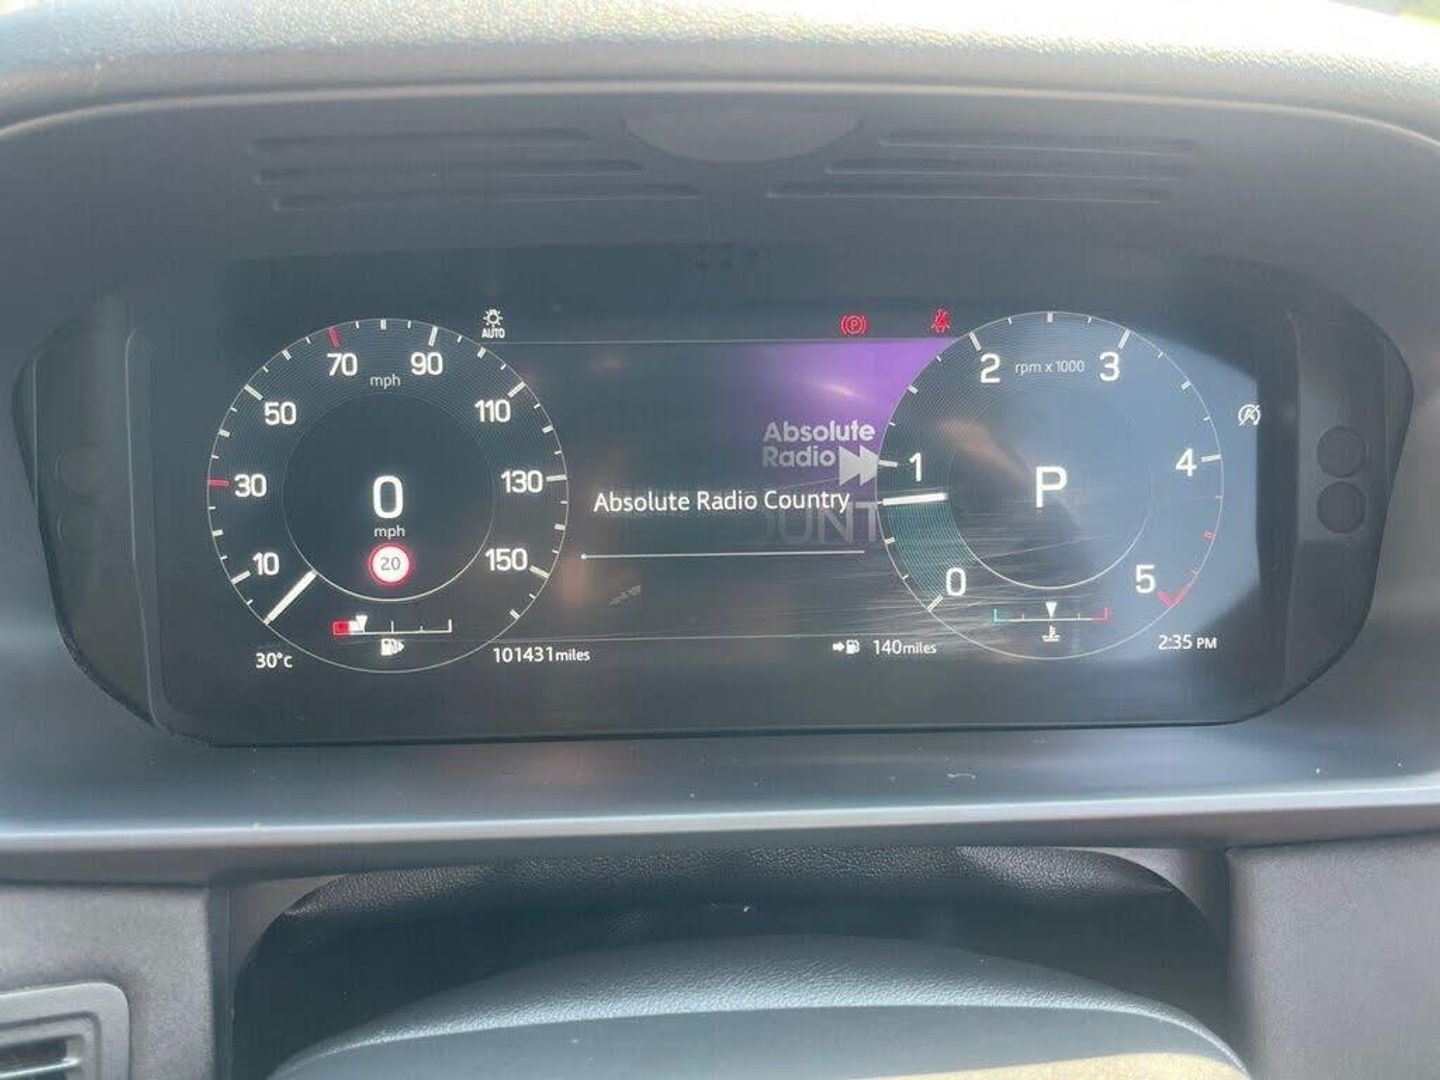 AUTO
70
90
mph
50
110
30
130
10
150
0
mph
20
30°c
101431miles
Absolute
Radio
Absolute Radio Country
140miles
2
rpm x 1000
3
1
4
0
5
P
P
A
2:35 PM